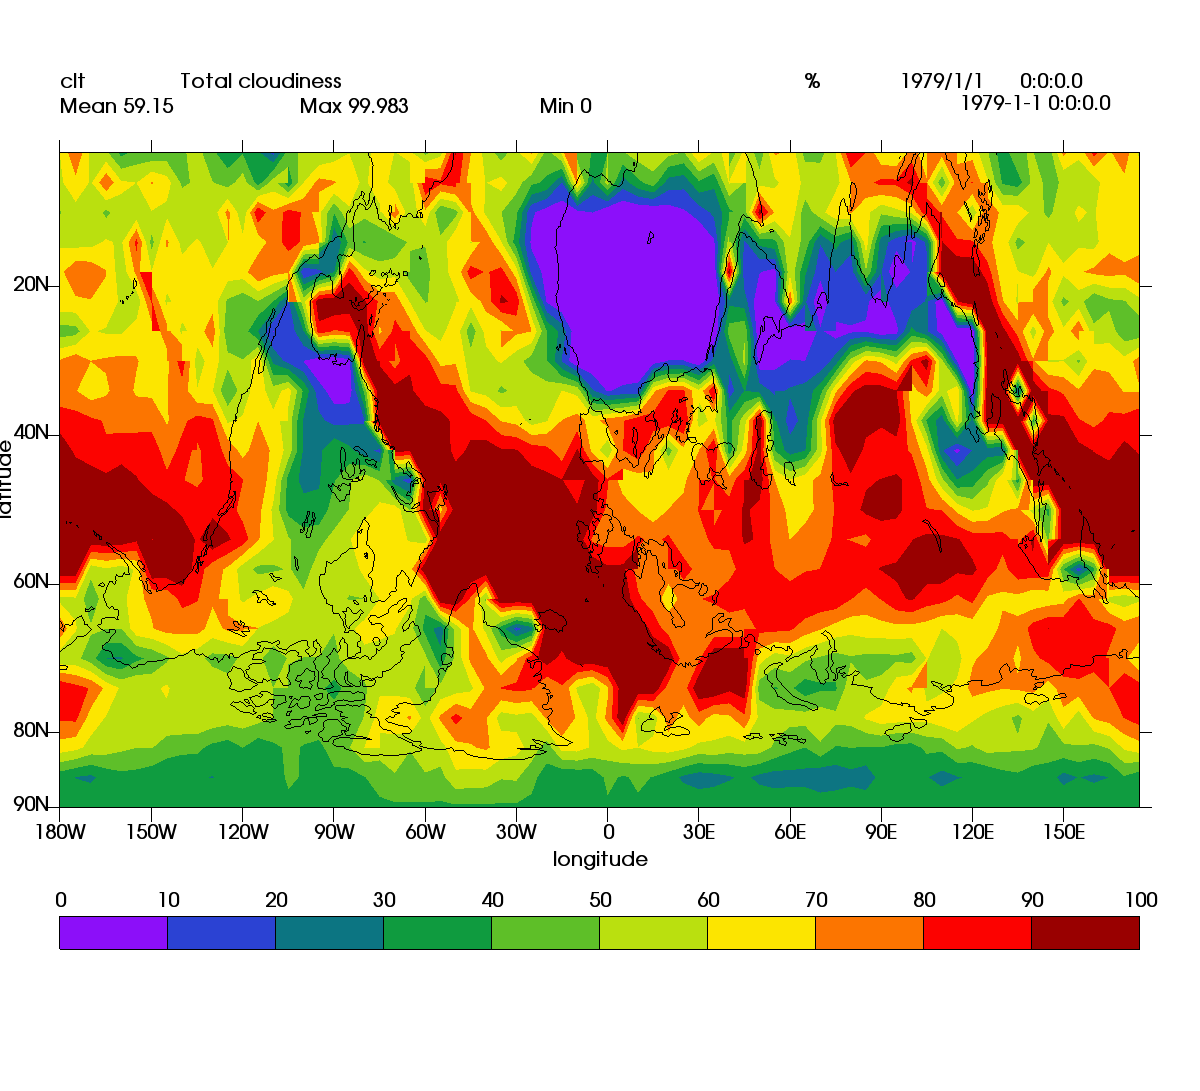 clt Total cloudiness % 1979/1/1 0:0:0.0
Mean 59.15 Max 99.983 Min 0 1979-1-1 0:0:0.0
20N
40N
latitude
60N
80N
90N
180W 150W 120W 90W 60W 30W 0 30E 60E 90E 120E 150E
longitude
0 10 20 30 40 50 60 70 80 90 100